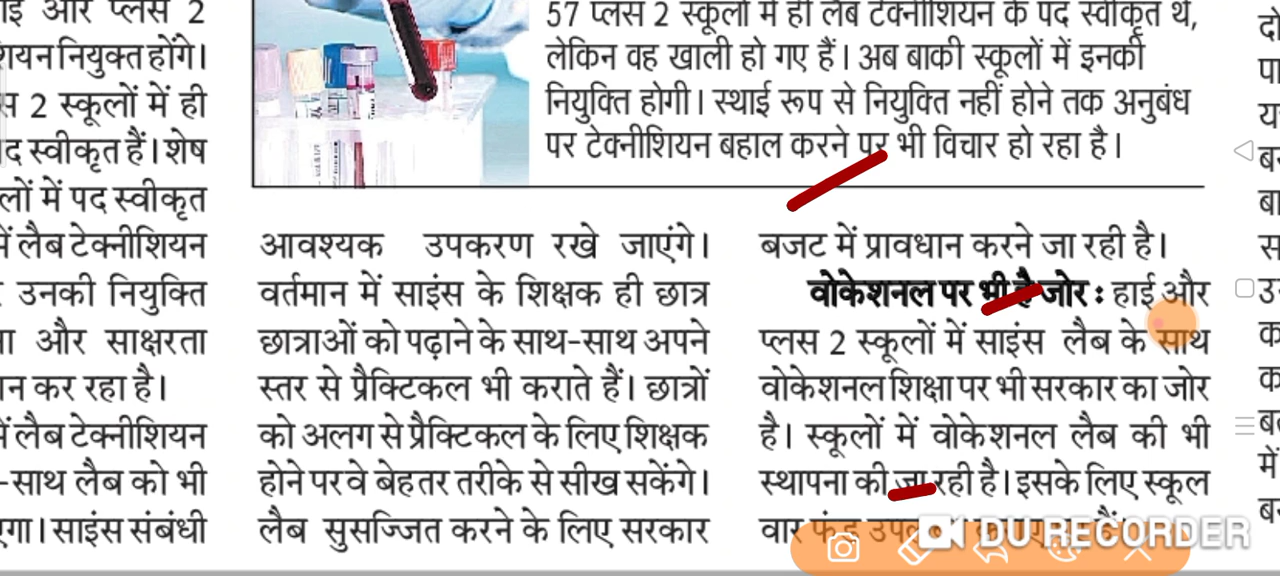 प्लस 2
नियुक्त होंगे।
2 स्कूलों में ही
स्वीकृत हैं। शेष
में पद स्वीकृत
लैब टेक्नीशियन
उनकी नियुक्ति
और साक्षरता
कर रहा है।
लैब टेक्नीशियन
साथ लैब को भी
साइंस संबंधी
57 प्लस 2 स्कूलों में ही लैब टेक्नीशियन के पद स्वीकृत थे,
लेकिन वह खाली हो गए हैं। अब बाकी स्कूलों में इनकी
नियुक्ति होगी। स्थाई रूप से नियुक्ति नहीं होने तक अनुबंध
पर टेक्नीशियन बहाल करने पर भी विचार हो रहा है।
आवश्यक उपकरण रखे जाएंगे।
वर्तमान में साइंस के शिक्षक ही छात्र
छात्राओं को पढ़ाने के साथ-साथ अपने
स्तर से प्रैक्टिकल भी कराते हैं। छात्रों
को अलग से प्रैक्टिकल के लिए शिक्षक
होने पर वे बेहतर तरीके से सीख सकेंगे।
लैब सुसज्जित करने के लिए सरकार
बजट में प्रावधान करने जा रही है।
वोकेशनल पर भी है जोर : हाई और
प्लस 2 स्कूलों में साइंस लैब के साथ
वोकेशनल शिक्षा पर भी सरकार का जोर
है। स्कूलों में वोकेशनल लैब की भी
स्थापना की जा रही है। इसके लिए स्कूल
वार फंड
DU RECORDER